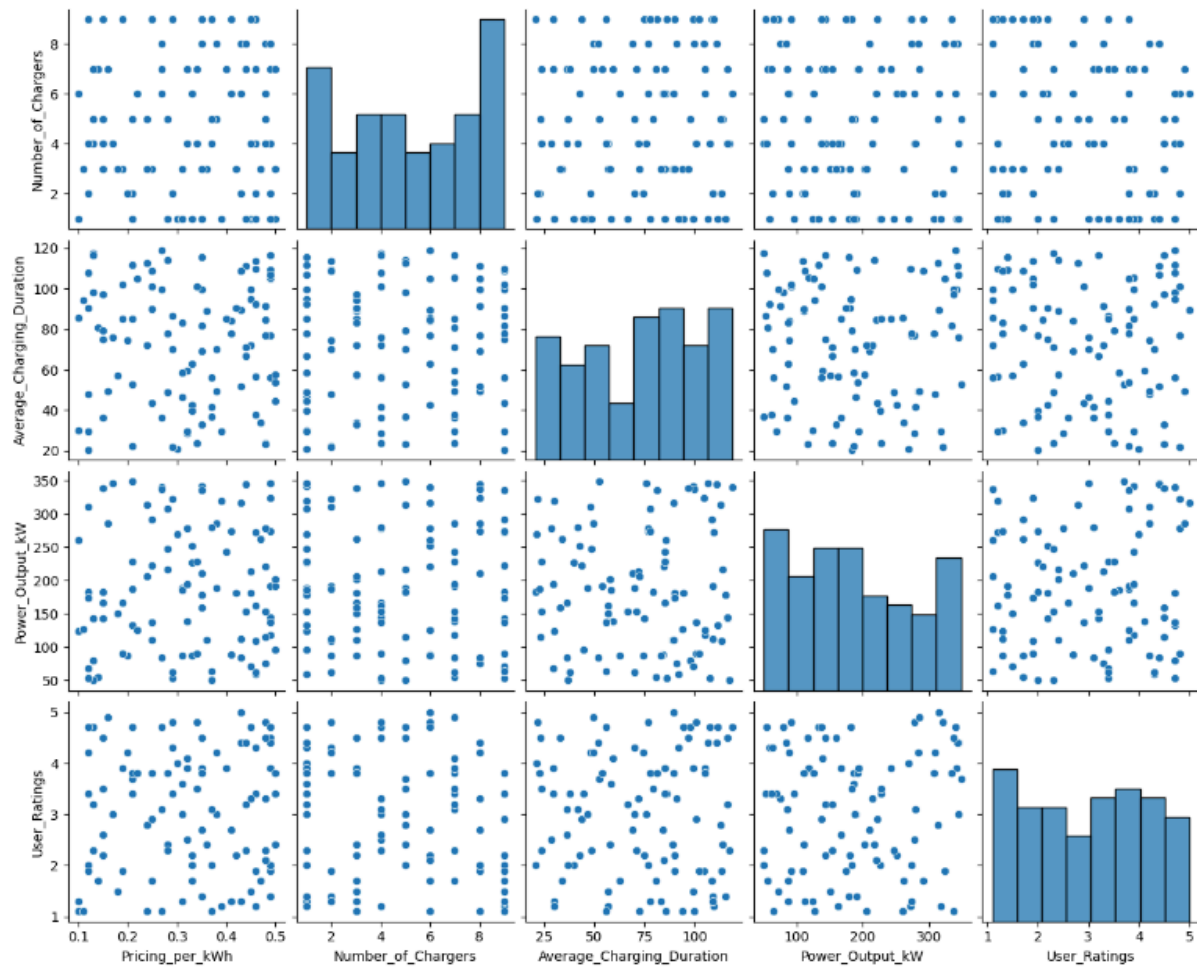 Number_of_Chargers
8
6
4
2
Average_Charging_Duration
120
100
80
60
40
20
Power_Output_kW
350
300
250
200
150
100
50
User_Ratings
5
4
3
2
1
0.1 0.2 0.3 0.4 0.5
2 4 6 8
25 50 75 100
100 200 300
1 2 3 4 5
Pricing_per_kWh
Number_of_Chargers
Average_Charging_Duration
Power_Output_kW
User_Ratings